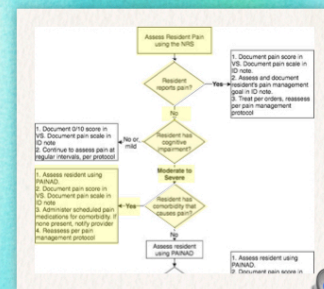 Assess Resident Pain
using the NRS
Resident
reports pain?
Yes
1. Document pain score in
VS. Document pain scale in
ID note.
2. Assess and document
resident's pain management
goal in ID note.
3. Treat per orders, reassess
per pain management
protocol
No
1. Document 0/10 score in
VS. Document pain scale in
ID note
2. Continue to assess pain at
regular intervals, per protocol
No or
mild
Resident has
cognitive
impairment?
Moderate to
Severe
1. Assess resident using
PAINAD.
2. Document pain score in
VS. Document pain scale in
ID note
3. Administer scheduled pain
medications for comorbidity. If
none present, notify provider
4. Reassess per pain
management protocol
Yes
Resident has
comorbidity that
causes pain?
No
Assess resident
using PAINAD
1. Assess resident using
PAINAD.
2. Document pain score in